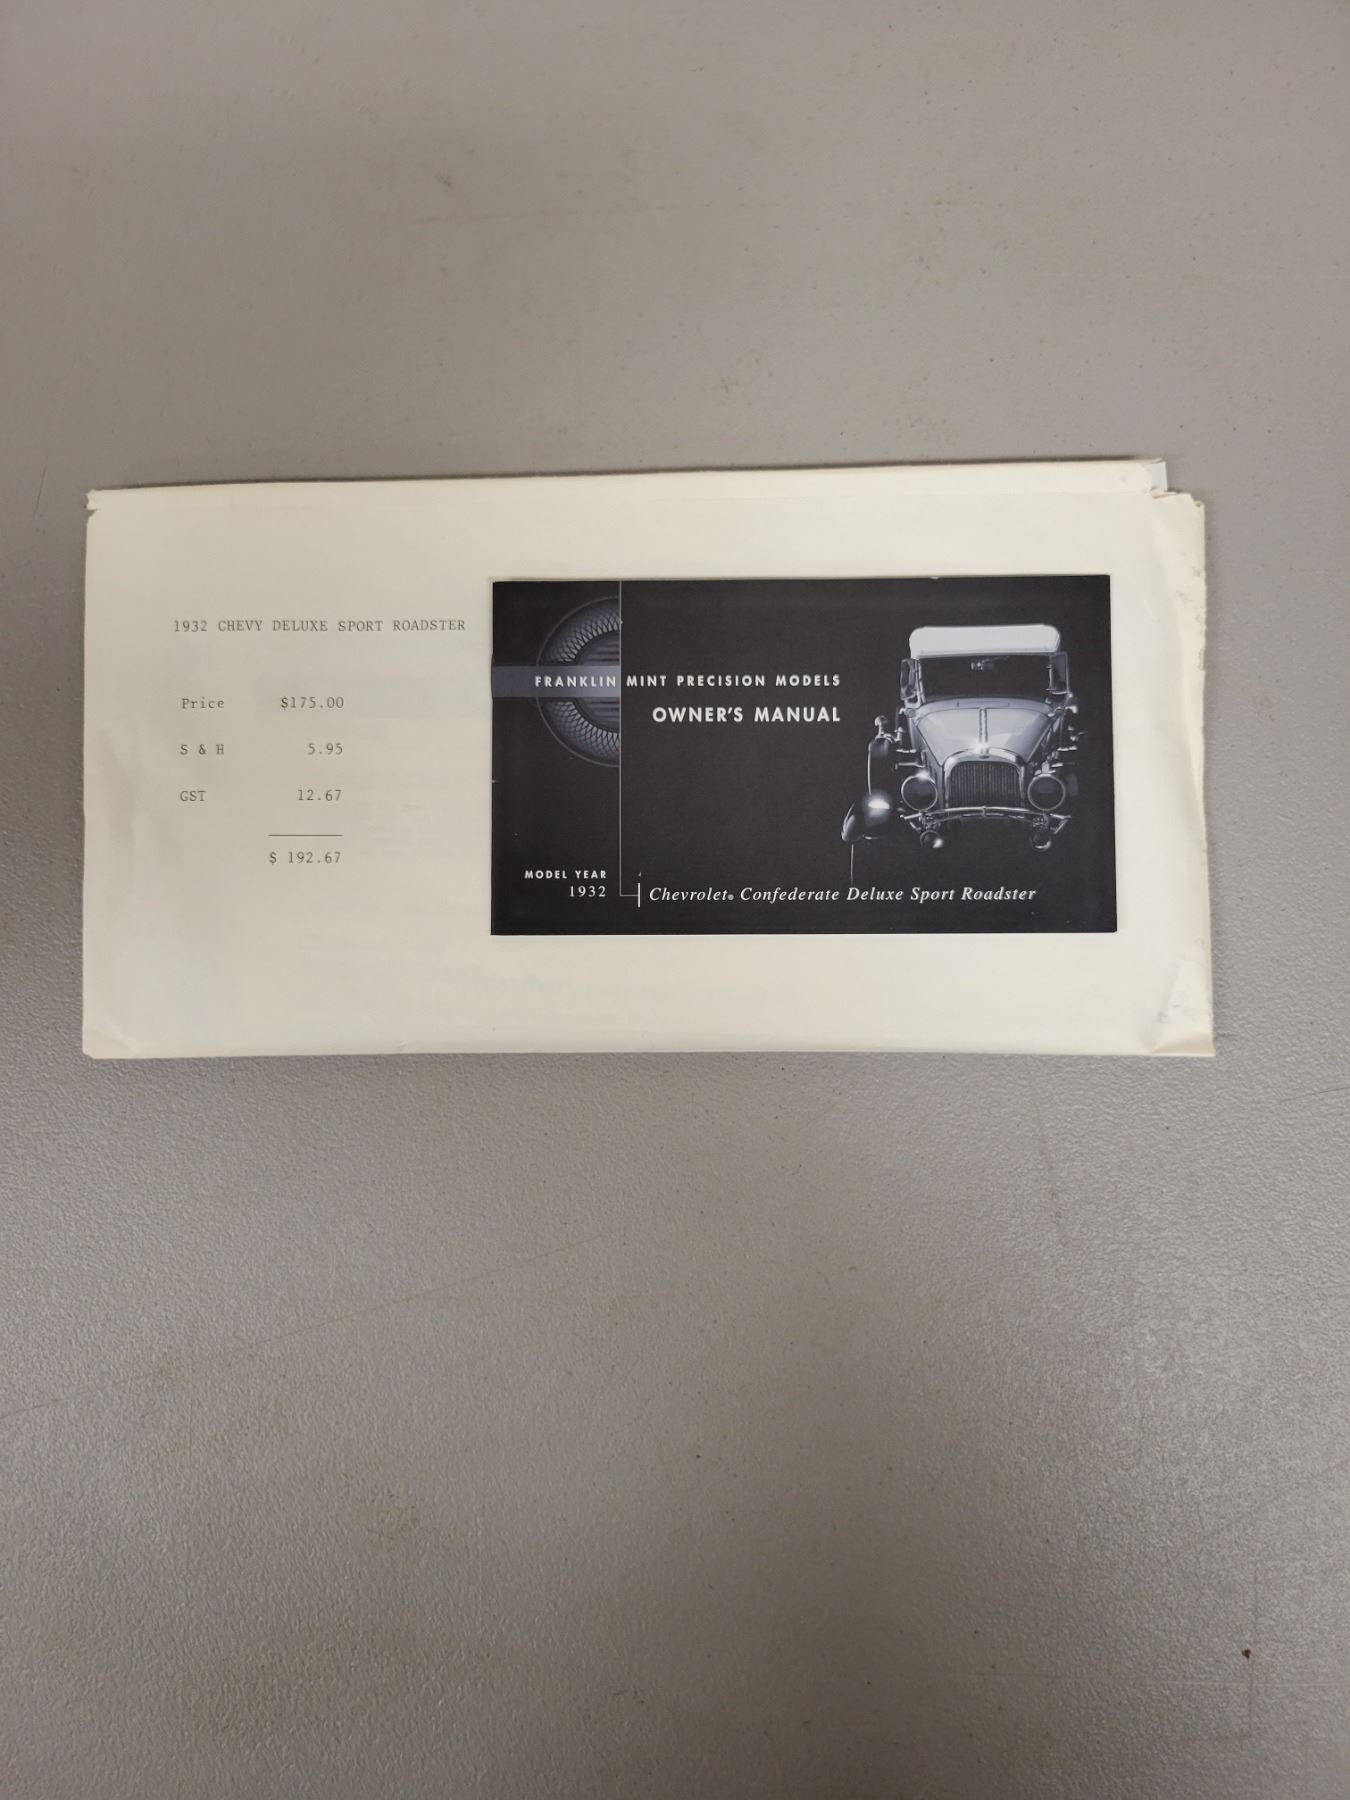 1932 CHEVY DELUXE SPORT ROADSTER
Price $175.00
S & H 5.95
GST 12.67
$ 192.67
FRANKLIN MINT PRECISION MODELS
OWNER'S MANUAL
MODEL YEAR
1932
Chevrolet® Confederate Deluxe Sport Roadster